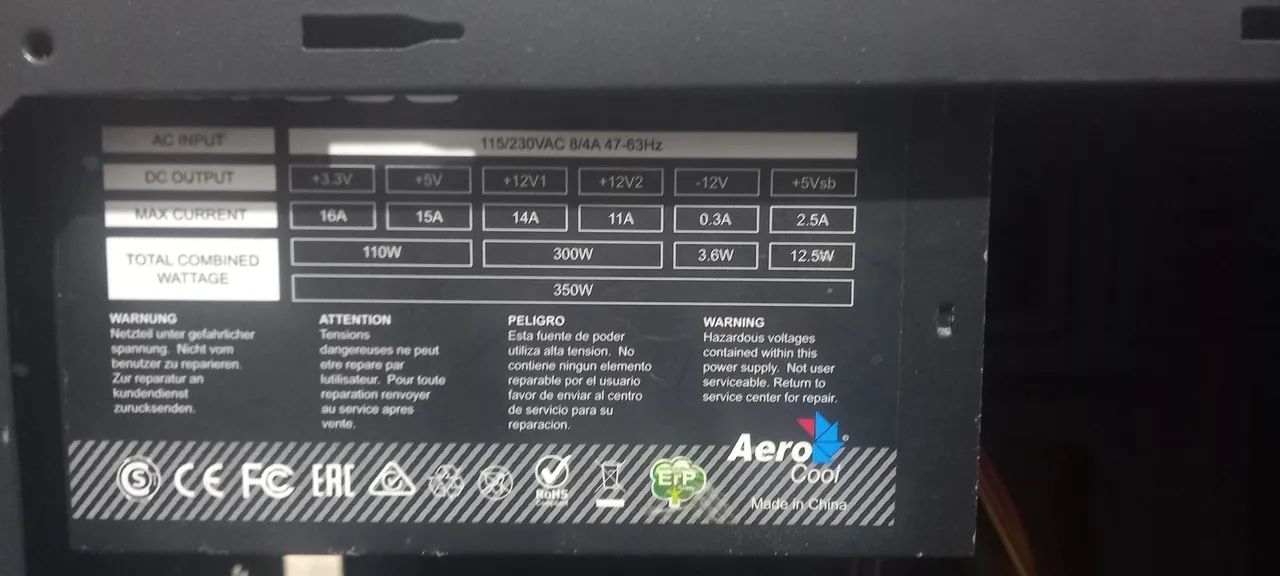 AC INPUT 115/230VAC 8/4A 47-63Hz
DC OUTPUT +3.3V +5V +12V1 +12V2 -12V +5Vsb
MAX CURRENT 16A 15A 14A 11A 0.3A 2.5A
TOTAL COMBINED
WATTAGE
110W 300W 3.6W 12.5W
350W
WARNUNG
Netzteil unter gefahrlicher
spannung. Nicht vom
benutzer zu reparieren.
Zur reparatur an
kundendienst
zurucksenden.
ATTENTION
Tensions
dangereuses ne peut
etre repare par
lutilisateur. Pour toute
reparation renvoyer
au service apres
vente.
PELIGRO
Esta fuente de poder
utiliza alta tension. No
contiene ningun elemento
reparable por el usuario
favor de enviar al centro
de servicio para su
reparacion.
WARNING
Hazardous voltages
contained within this
power supply. Not user
serviceable. Return to
service center for repair.
S CE FC EAC
RoHS
Compliant
ErP
Aero
Cool
Made in China